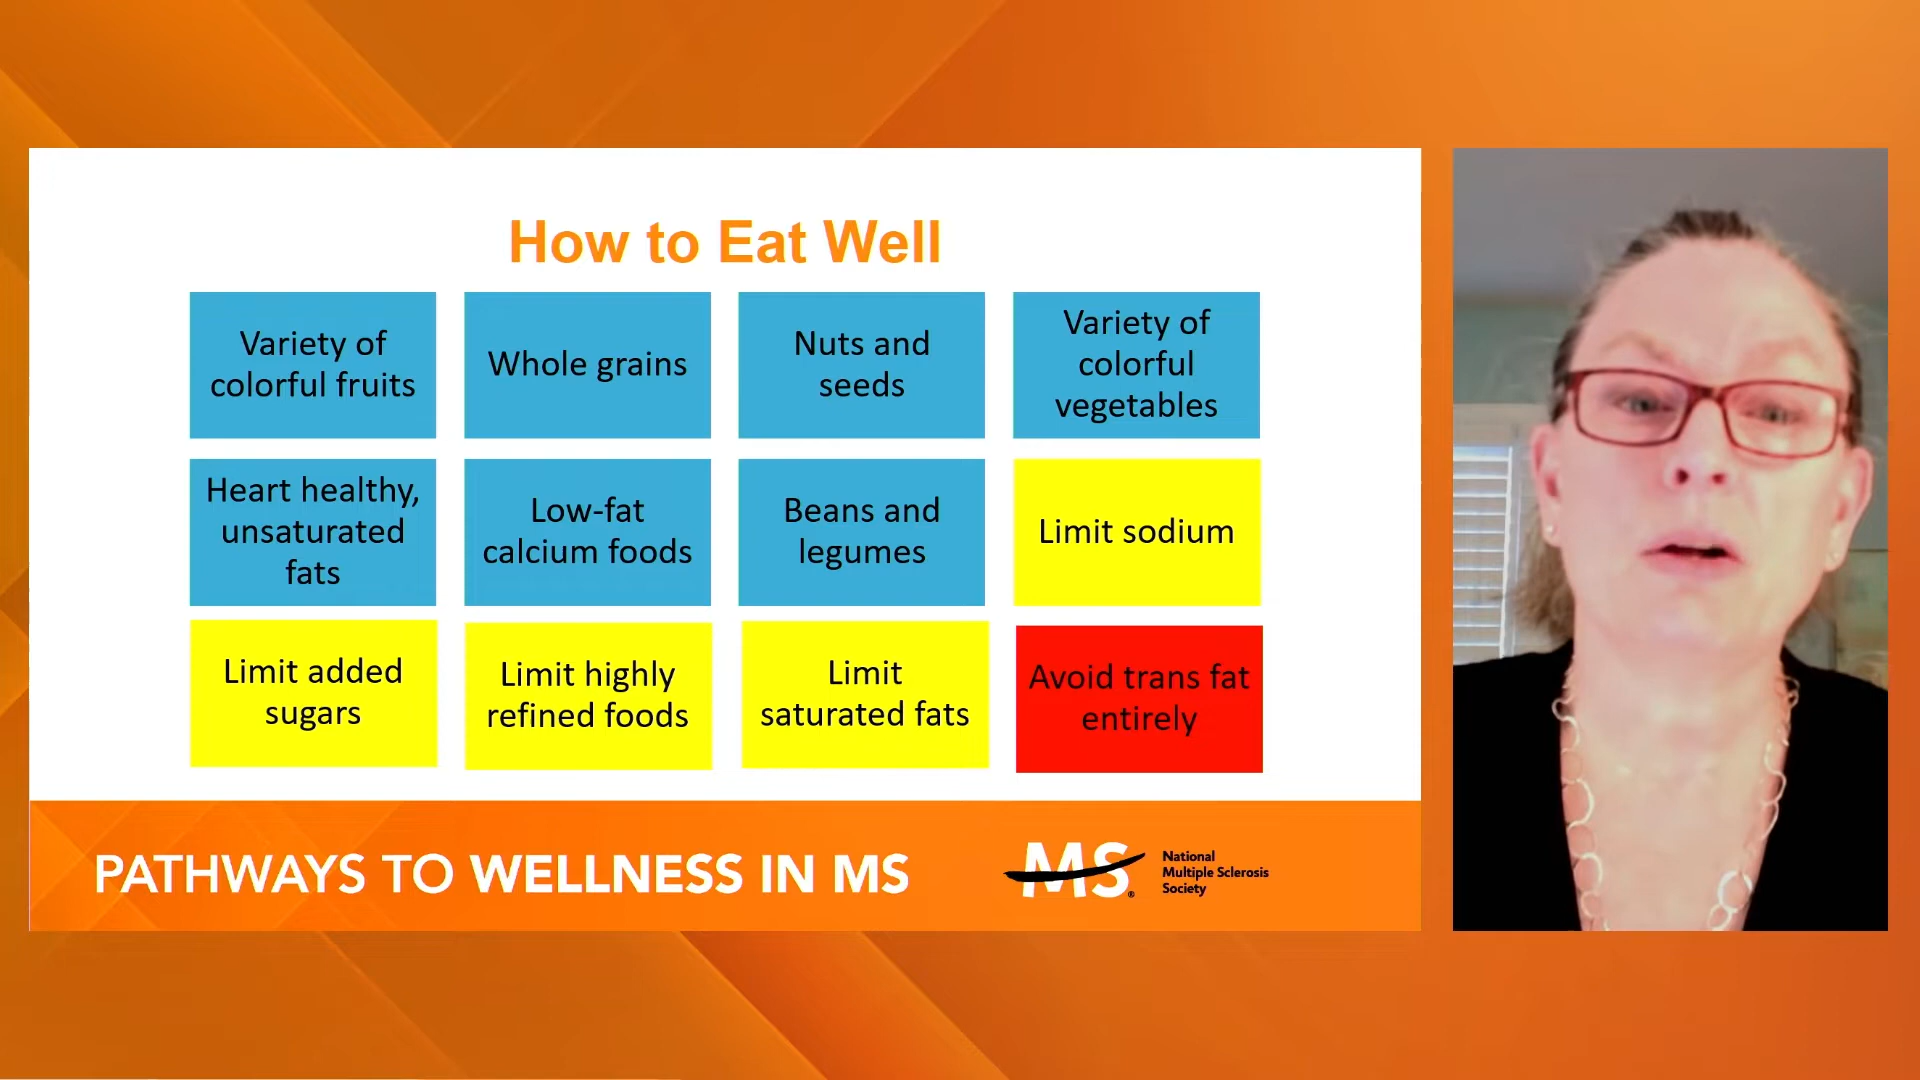 How to Eat Well
Variety of
colorful fruits
Whole grains
Nuts and
seeds
Variety of
colorful
vegetables
Heart healthy,
unsaturated
fats
Low-fat
calcium foods
Beans and
legumes
Limit sodium
Limit added
sugars
Limit highly
refined foods
Limit
saturated fats
Avoid trans fat
entirely
PATHWAYS TO WELLNESS IN MS
MS®
National
Multiple Sclerosis
Society